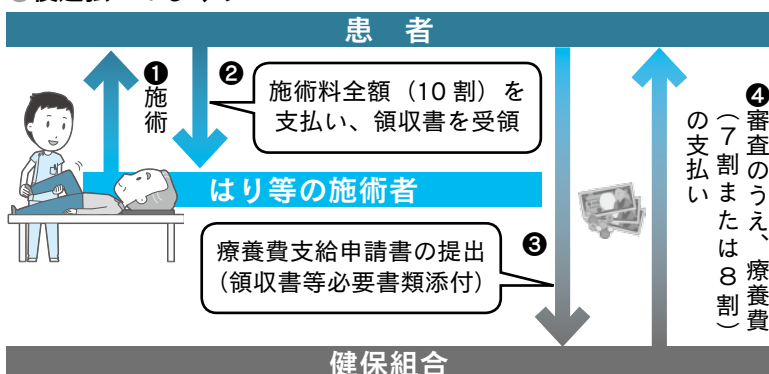 患者
❶施術
❷
施術料全額（10 割）を
支払い、領収書を受領
はり等の施術者
療養費支給申請書の提出
（領収書等必要書類添付）
❸
❹審査のうえ、療養費
（7割または8割）
の支払い
健保組合